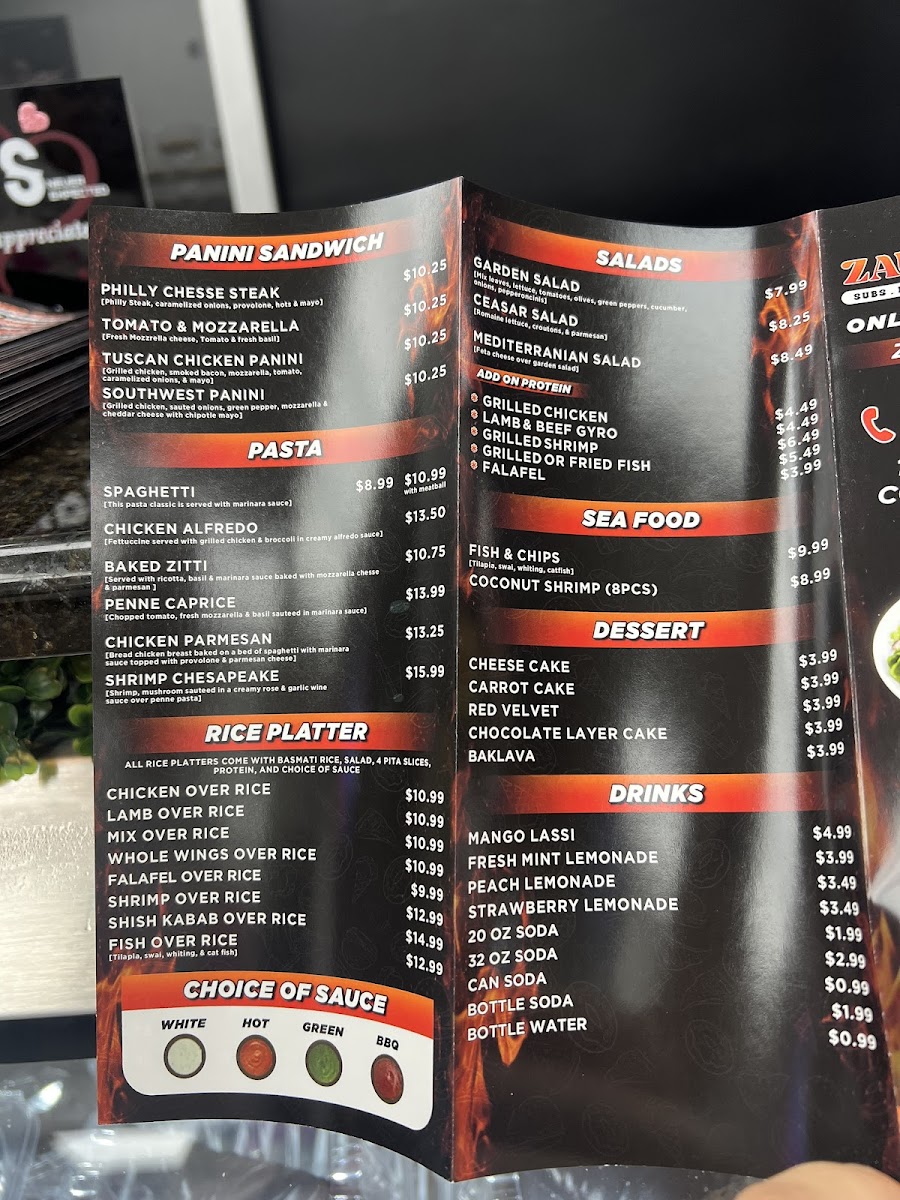 S
NEVER
EXPECTED
appreciate
PANINI SANDWICH
PHILLY CHESSE STEAK $10.25
[Philly Steak, caramelized onions, provolone, hots & mayo]
TOMATO & MOZZARELLA $10.25
[Fresh Mozzrella cheese, Tomato & fresh basil]
TUSCAN CHICKEN PANINI $10.25
[Grilled chicken, smoked bacon, mozzarella, tomato,
caramelized onions, & mayo]
SOUTHWEST PANINI $10.25
[Grilled chicken, sauted onions, green pepper, mozzarella &
cheddar cheese with chipotle mayo]
PASTA
SPAGHETTI $8.99 $10.99
with meatball
[This pasta classic is served with marinara sauce]
CHICKEN ALFREDO $13.50
[Fettuccine served with grilled chicken & broccoli in creamy alfredo sauce]
BAKED ZITTI $10.75
[Served with ricotta, basil & marinara sauce baked with mozzarella chesse
& parmesan ]
PENNE CAPRICE $13.99
[Chopped tomato, fresh mozzarella & basil sauteed in marinara sauce]
CHICKEN PARMESAN $13.25
[Bread chicken breast baked on a bed of spaghetti with marinara
sauce topped with provolone & parmesan cheese]
SHRIMP CHESAPEAKE $15.99
[Shrimp, mushroom sauteed in a creamy rose & garlic wine
sauce over penne pasta]
RICE PLATTER
ALL RICE PLATTERS COME WITH BASMATI RICE, SALAD, 4 PITA SLICES,
PROTEIN, AND CHOICE OF SAUCE
CHICKEN OVER RICE $10.99
LAMB OVER RICE $10.99
MIX OVER RICE $10.99
WHOLE WINGS OVER RICE $10.99
FALAFEL OVER RICE $9.99
SHRIMP OVER RICE $12.99
SHISH KABAB OVER RICE $14.99
FISH OVER RICE $12.99
[Tilapia, swai, whiting, & cat fish]
CHOICE OF SAUCE
WHITE HOT GREEN BBQ
SALADS
GARDEN SALAD $7.99
[Mix leaves, lettuce, tomatoes, olives, green peppers, cucumber,
onions, pepperoncinis]
CEASAR SALAD $8.25
[Romaine lettuce, croutons, & parmesan]
MEDITERRANIAN SALAD $8.49
[Feta cheese over garden salad]
ADD ON PROTEIN
GRILLED CHICKEN $4.49
LAMB & BEEF GYRO $4.49
GRILLED SHRIMP $6.49
GRILLED OR FRIED FISH $5.49
FALAFEL $3.99
SEA FOOD
FISH & CHIPS $9.99
[Tilapia, swai, whiting, catfish]
COCONUT SHRIMP (8PCS) $8.99
DESSERT
CHEESE CAKE $3.99
CARROT CAKE $3.99
RED VELVET $3.99
CHOCOLATE LAYER CAKE $3.99
BAKLAVA $3.99
DRINKS
MANGO LASSI $4.99
FRESH MINT LEMONADE $3.99
PEACH LEMONADE $3.49
STRAWBERRY LEMONADE $3.49
20 OZ SODA $1.99
32 OZ SODA $2.99
CAN SODA $0.99
BOTTLE SODA $1.99
BOTTLE WATER $0.99
ZA
SUBS
ONL